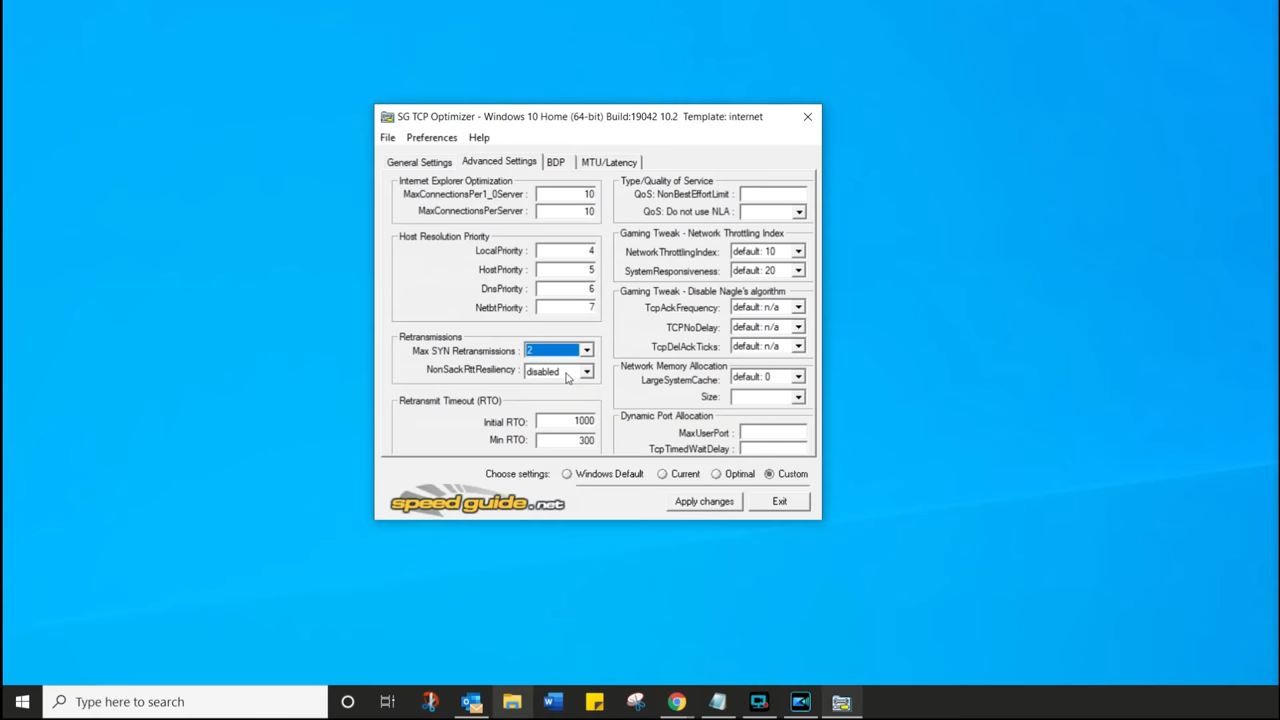 SG TCP Optimizer - Windows 10 Home (64-bit) Build:19042 10.2 Template: internet
File Preferences Help
General Settings Advanced Settings BDP MTU/Latency
Internet Explorer Optimization
MaxConnectionsPer1_0Server : 10
MaxConnectionsPerServer : 10
Host Resolution Priority
LocalPriority : 4
HostPriority : 5
DnsPriority : 6
NetbtPriority : 7
Retransmissions
Max SYN Retransmissions : 2
NonSackRttResiliency : disabled
Retransmit Timeout (RTO)
Initial RTO: 1000
Min RTO: 300
Type/Quality of Service
QoS: NonBestEffortLimit :
QoS: Do not use NLA :
Gaming Tweak - Network Throttling Index
NetworkThrottlingIndex: default: 10
SystemResponsiveness: default: 20
Gaming Tweak - Disable Nagle's algorithm
TcpAckFrequency: default: n/a
TCPNoDelay: default: n/a
TcpDelAckTicks: default: n/a
Network Memory Allocation
LargeSystemCache: default: 0
Size:
Dynamic Port Allocation
MaxUserPort :
TcpTimedWaitDelay :
Choose settings: Windows Default Current Optimal Custom
speedguide.net
Apply changes Exit
Type here to search